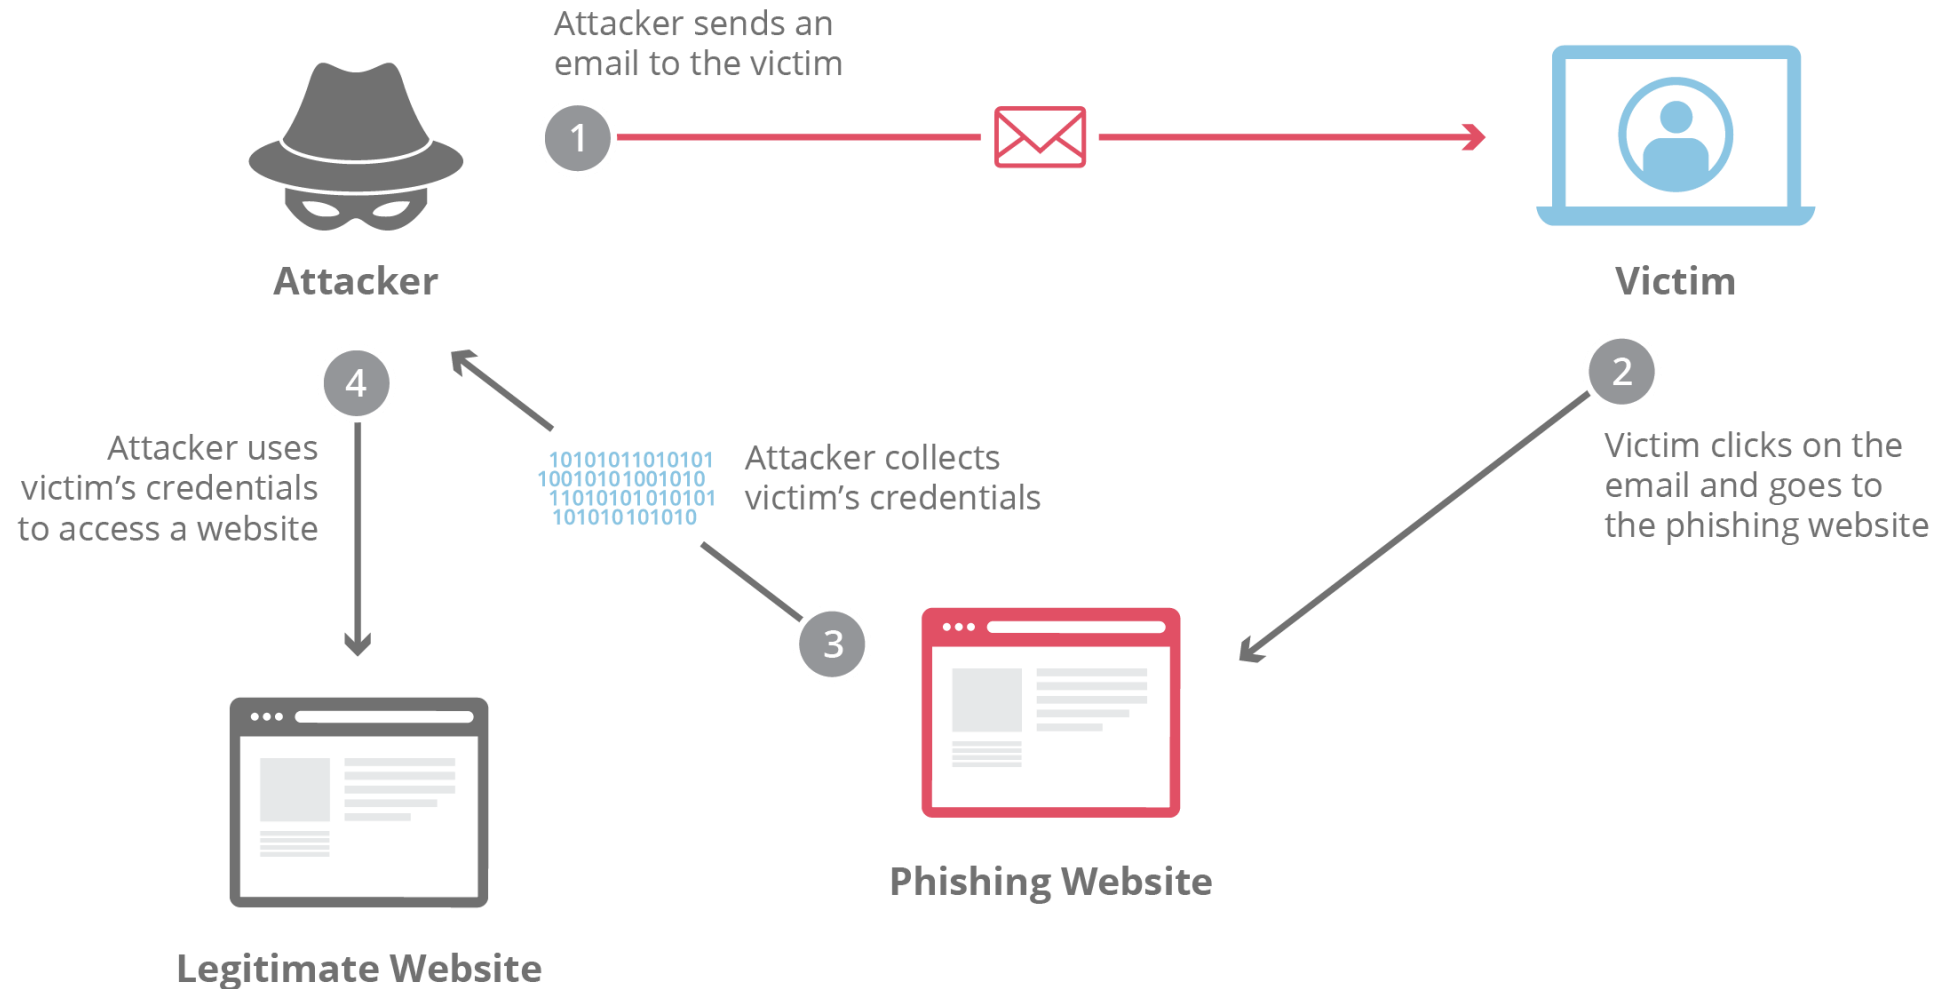 Attacker sends an
email to the victim
1
Attacker
Victim
4
2
Attacker uses
victim’s credentials
to access a website
10101011010101
10010101001010
11010101010101
101010101010
Attacker collects
victim’s credentials
Victim clicks on the
email and goes to
the phishing website
3
Phishing Website
Legitimate Website